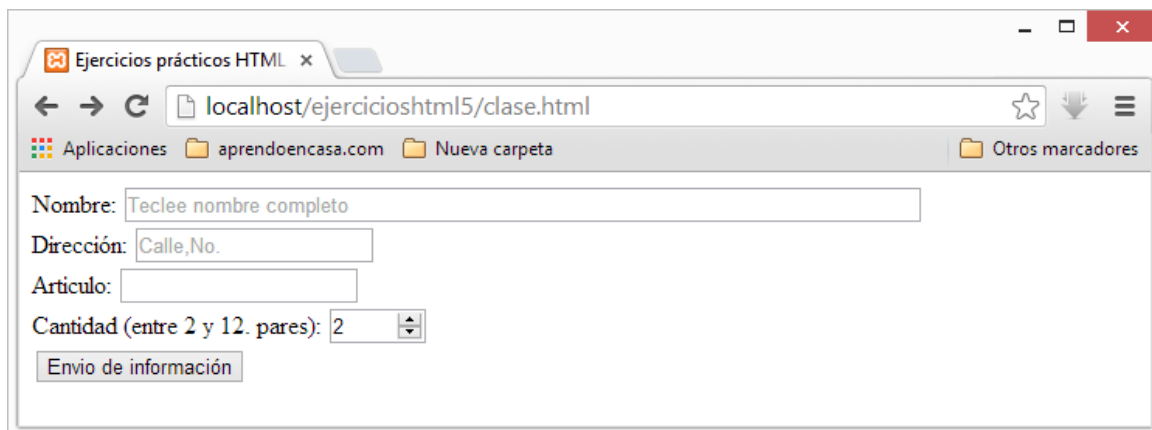 Ejercicios prácticos HTML
localhost/ejercicioshtml5/clase.html
Aplicaciones aprendoencasa.com Nueva carpeta Otros marcadores
Nombre: Teclee nombre completo
Dirección: Calle,No.
Articulo:
Cantidad (entre 2 y 12. pares): 2
Envio de información